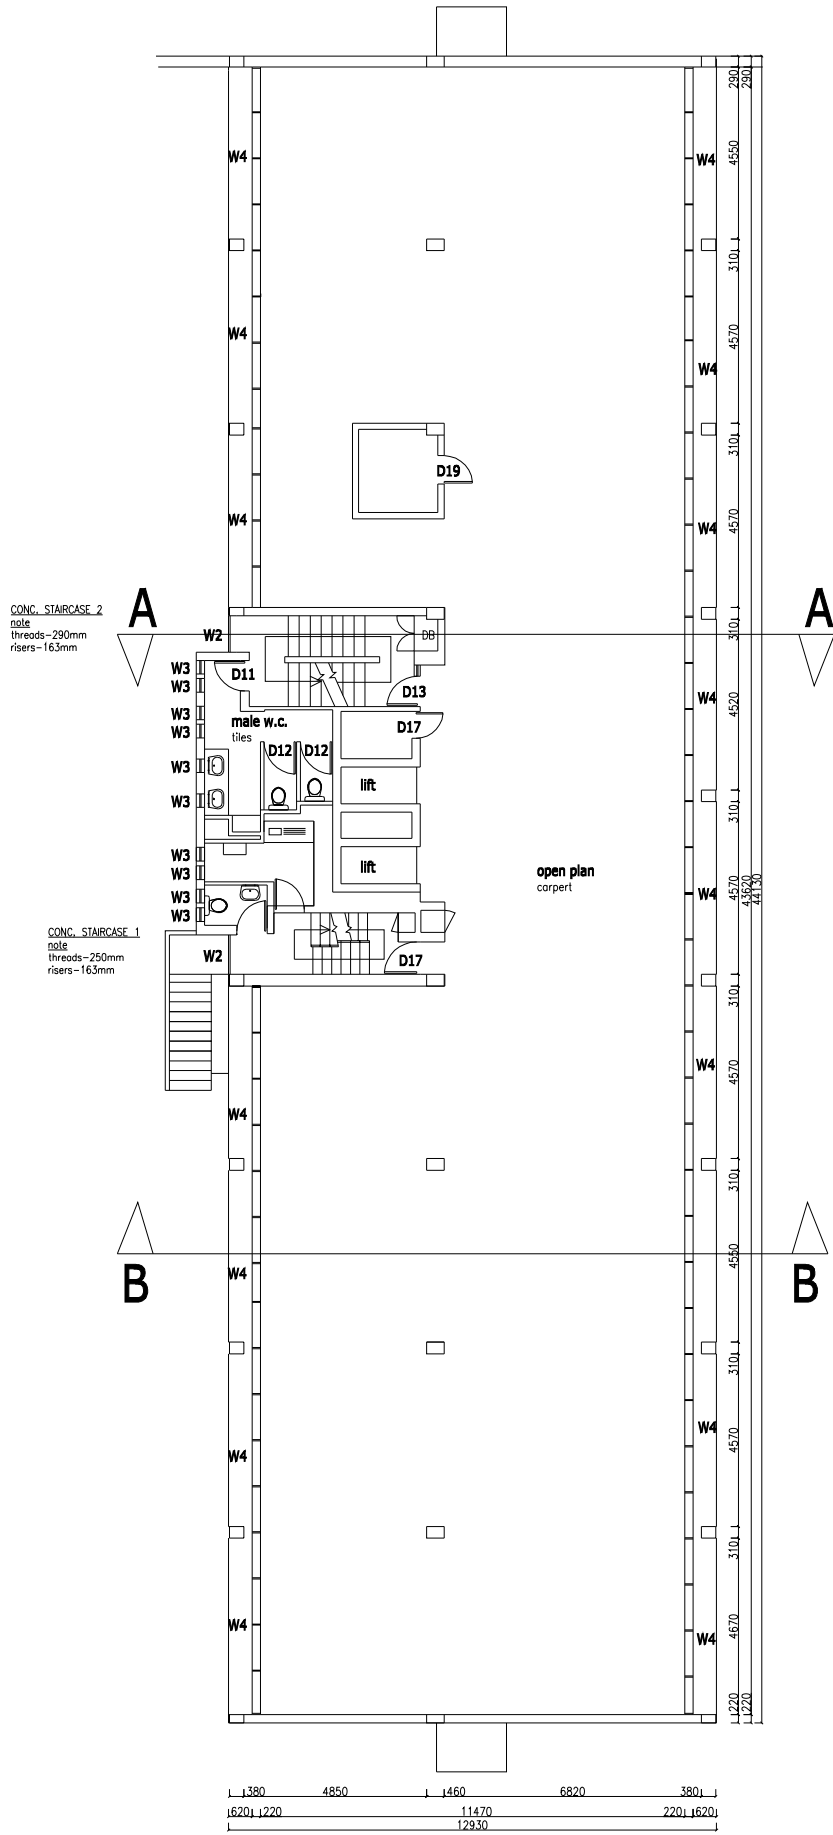 290
290
W4
W4
4550
310
W4
4570
W4
310
D19
W4
W4
4570
CONC. STAIRCASE 2
note
threads-290mm
risers-163mm
A
A
W2
DB
310
W3
W3
D11
D13
W4
W3
W3
male w.c.
tiles
D17
4520
D12
D12
W3
lift
W3
310
W3
W3
lift
open plan
carpert
W3
W3
W4
4570
43620
44130
CONC. STAIRCASE 1
note
threads-250mm
risers-163mm
W2
D17
310
W4
W4
4570
310
B
B
W4
4550
310
W4
W4
4570
310
W4
W4
4670
220
220
380
4850
460
6820
380
620
220
11470
220
620
12930